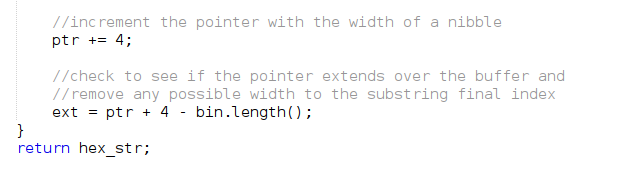 //increment the pointer with the width of a nibble
ptr += 4;
//check to see if the pointer extends over the buffer and
//remove any possible width to the substring final index
ext = ptr + 4 - bin.length();
}
return hex_str;